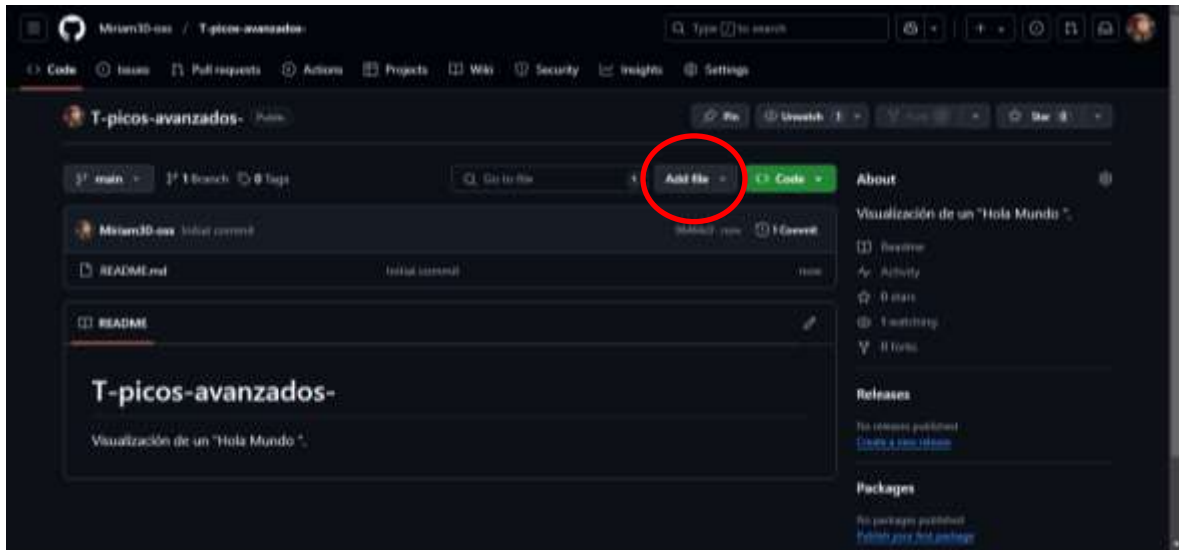 Miriam30-oss / T-picos-avanzados-
Type / to search
Code Issues Pull requests Actions Projects Wiki Security Insights Settings
T-picos-avanzados- Public
Pin Unwatch 1 Star 0
main 1 Branch 0 Tags Go to file Add file Code
Miriam30-oss Initial commit now 1 Commit
README.md Initial commit now
README
T-picos-avanzados-
Visualización de un "Hola Mundo ".
About
Visualización de un "Hola Mundo ".
Readme
Activity
0 stars
1 watching
0 forks
Releases
No releases published
Create a new release
Packages
No packages published
Publish your first package